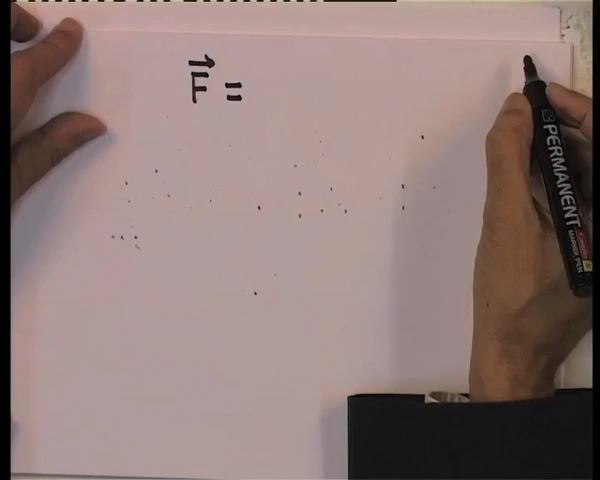 F⃗ =
PERMANENT